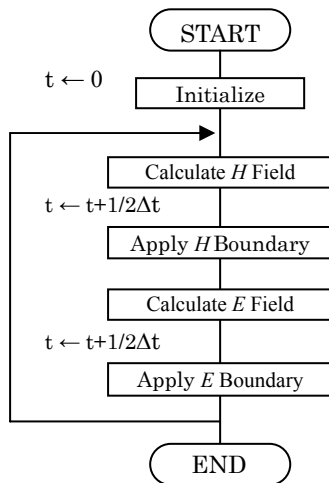 START
t ← 0
Initialize
Calculate H Field
t ← t+1/2Δt
Apply H Boundary
Calculate E Field
t ← t+1/2Δt
Apply E Boundary
END